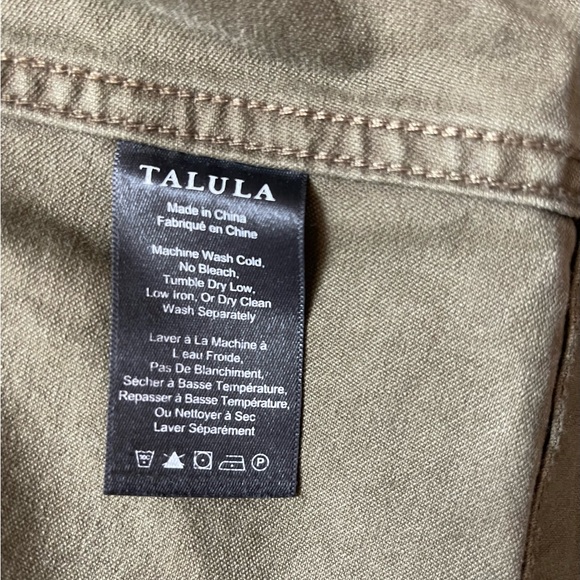 TALULA
Made in China
Fabriqué en Chine
Machine Wash Cold,
No Bleach,
Tumble Dry Low,
Low Iron, Or Dry Clean
Wash Separately
Laver à La Machine à
L'eau Froide,
Pas De Blanchiment,
Sécher à Basse Température,
Repasser à Basse Température,
Ou Nettoyer à Sec
Laver Séparément
P